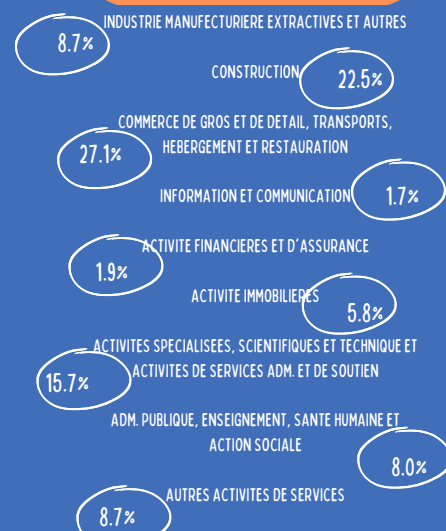 INDUSTRIE MANUFECTURIERE EXTRACTIVES ET AUTRES
8.7%
CONSTRUCTION
22.5%
COMMERCE DE GROS ET DE DETAIL, TRANSPORTS,
HEBERGEMENT ET RESTAURATION
27.1%
INFORMATION ET COMMUNICATION
1.7%
ACTIVITE FINANCIERES ET D'ASSURANCE
1.9%
ACTIVITE IMMOBILIERES
5.8%
ACTIVITES SPECIALISEES, SCIENTIFIQUES ET TECHNIQUE ET
ACTIVITES DE SERVICES ADM. ET DE SOUTIEN
15.7%
ADM. PUBLIQUE, ENSEIGNEMENT, SANTE HUMAINE ET
ACTION SOCIALE
8.0%
AUTRES ACTIVITES DE SERVICES
8.7%